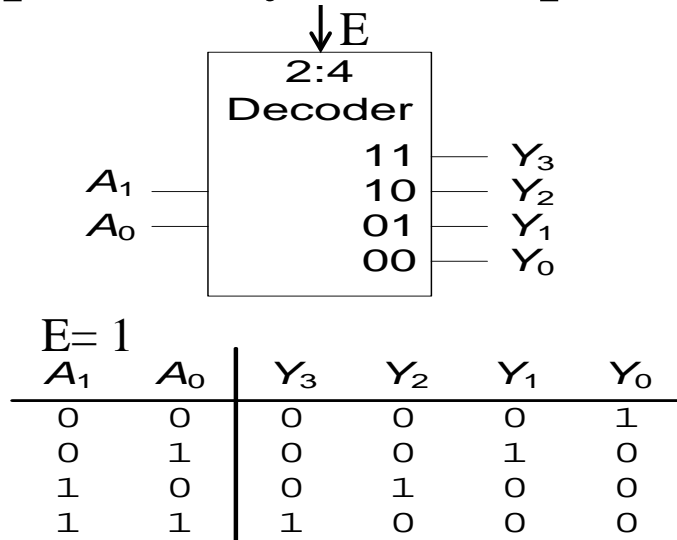 E
2:4
Decoder
11 Y₃
A₁ 10 Y₂
A₀ 01 Y₁
00 Y₀
E= 1
A₁ A₀ Y₃ Y₂ Y₁ Y₀
0 0 0 0 0 1
0 1 0 0 1 0
1 0 0 1 0 0
1 1 1 0 0 0